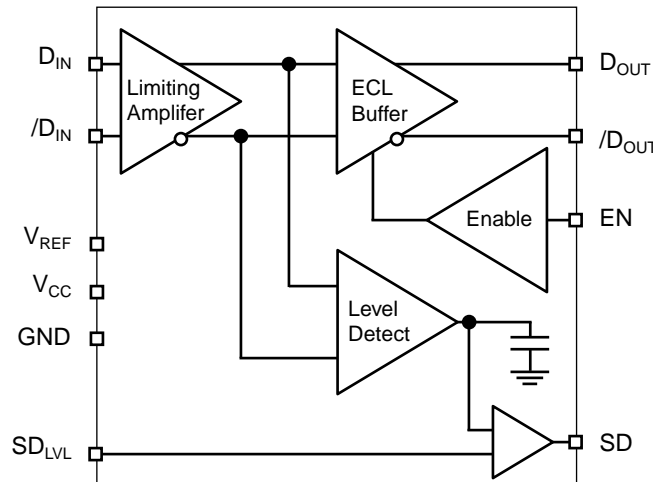 D_IN
Limiting
Amplifer
ECL
Buffer
D_OUT
/D_IN
/D_OUT
Enable
EN
V_REF
V_CC
Level
Detect
GND
SD_LVL
SD